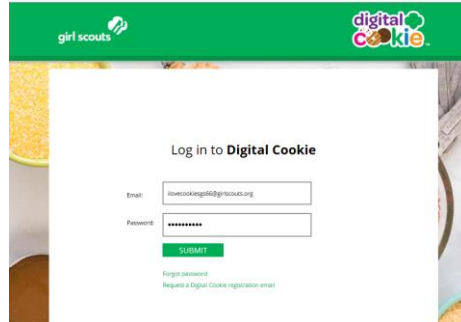 girl scouts
digital
cookie
Log in to Digital Cookie
Email:
ilovecookiesgs66@girlscouts.org
Password:
••••••••••
SUBMIT
Forgot password
Request a Digital Cookie registration email